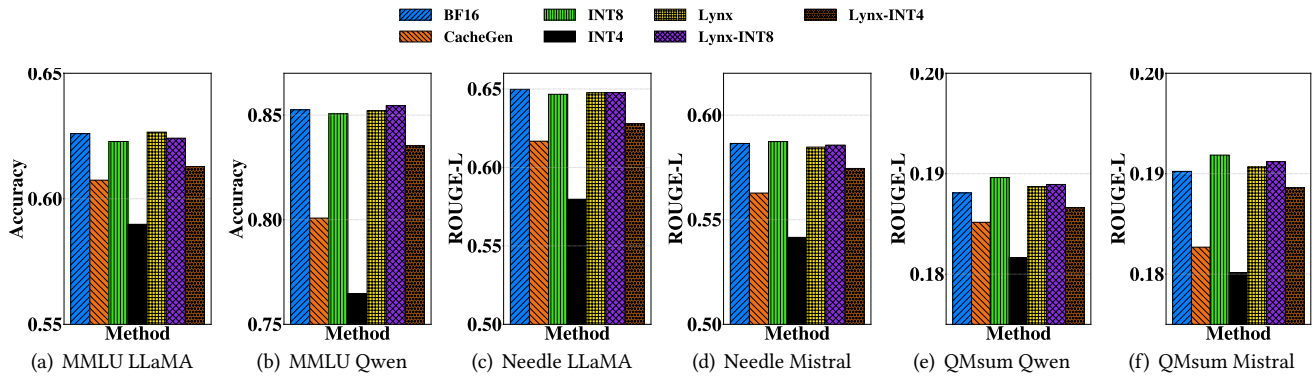 BF16 INT8 Lynx Lynx-INT4
CacheGen INT4 Lynx-INT8
0.65
0.60
0.55
Accuracy
Method
(a) MMLU LLaMA
0.85
0.80
0.75
Accuracy
Method
(b) MMLU Qwen
0.65
0.60
0.55
0.50
ROUGE-L
Method
(c) Needle LLaMA
0.60
0.55
0.50
ROUGE-L
Method
(d) Needle Mistral
0.20
0.19
0.18
ROUGE-L
Method
(e) QMsum Qwen
0.20
0.19
0.18
ROUGE-L
Method
(f) QMsum Mistral